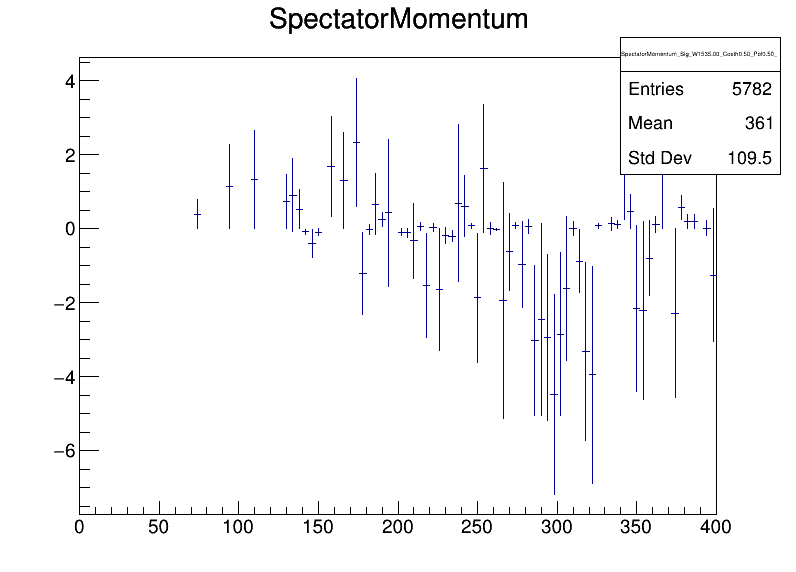 SpectatorMomentum
SpectatorMomentum_Sig_W1535.00_Costh0.50_Pol0.50_
Entries 5782
Mean 361
Std Dev 109.5
4
2
0
−2
−4
−6
0 50 100 150 200 250 300 350 400